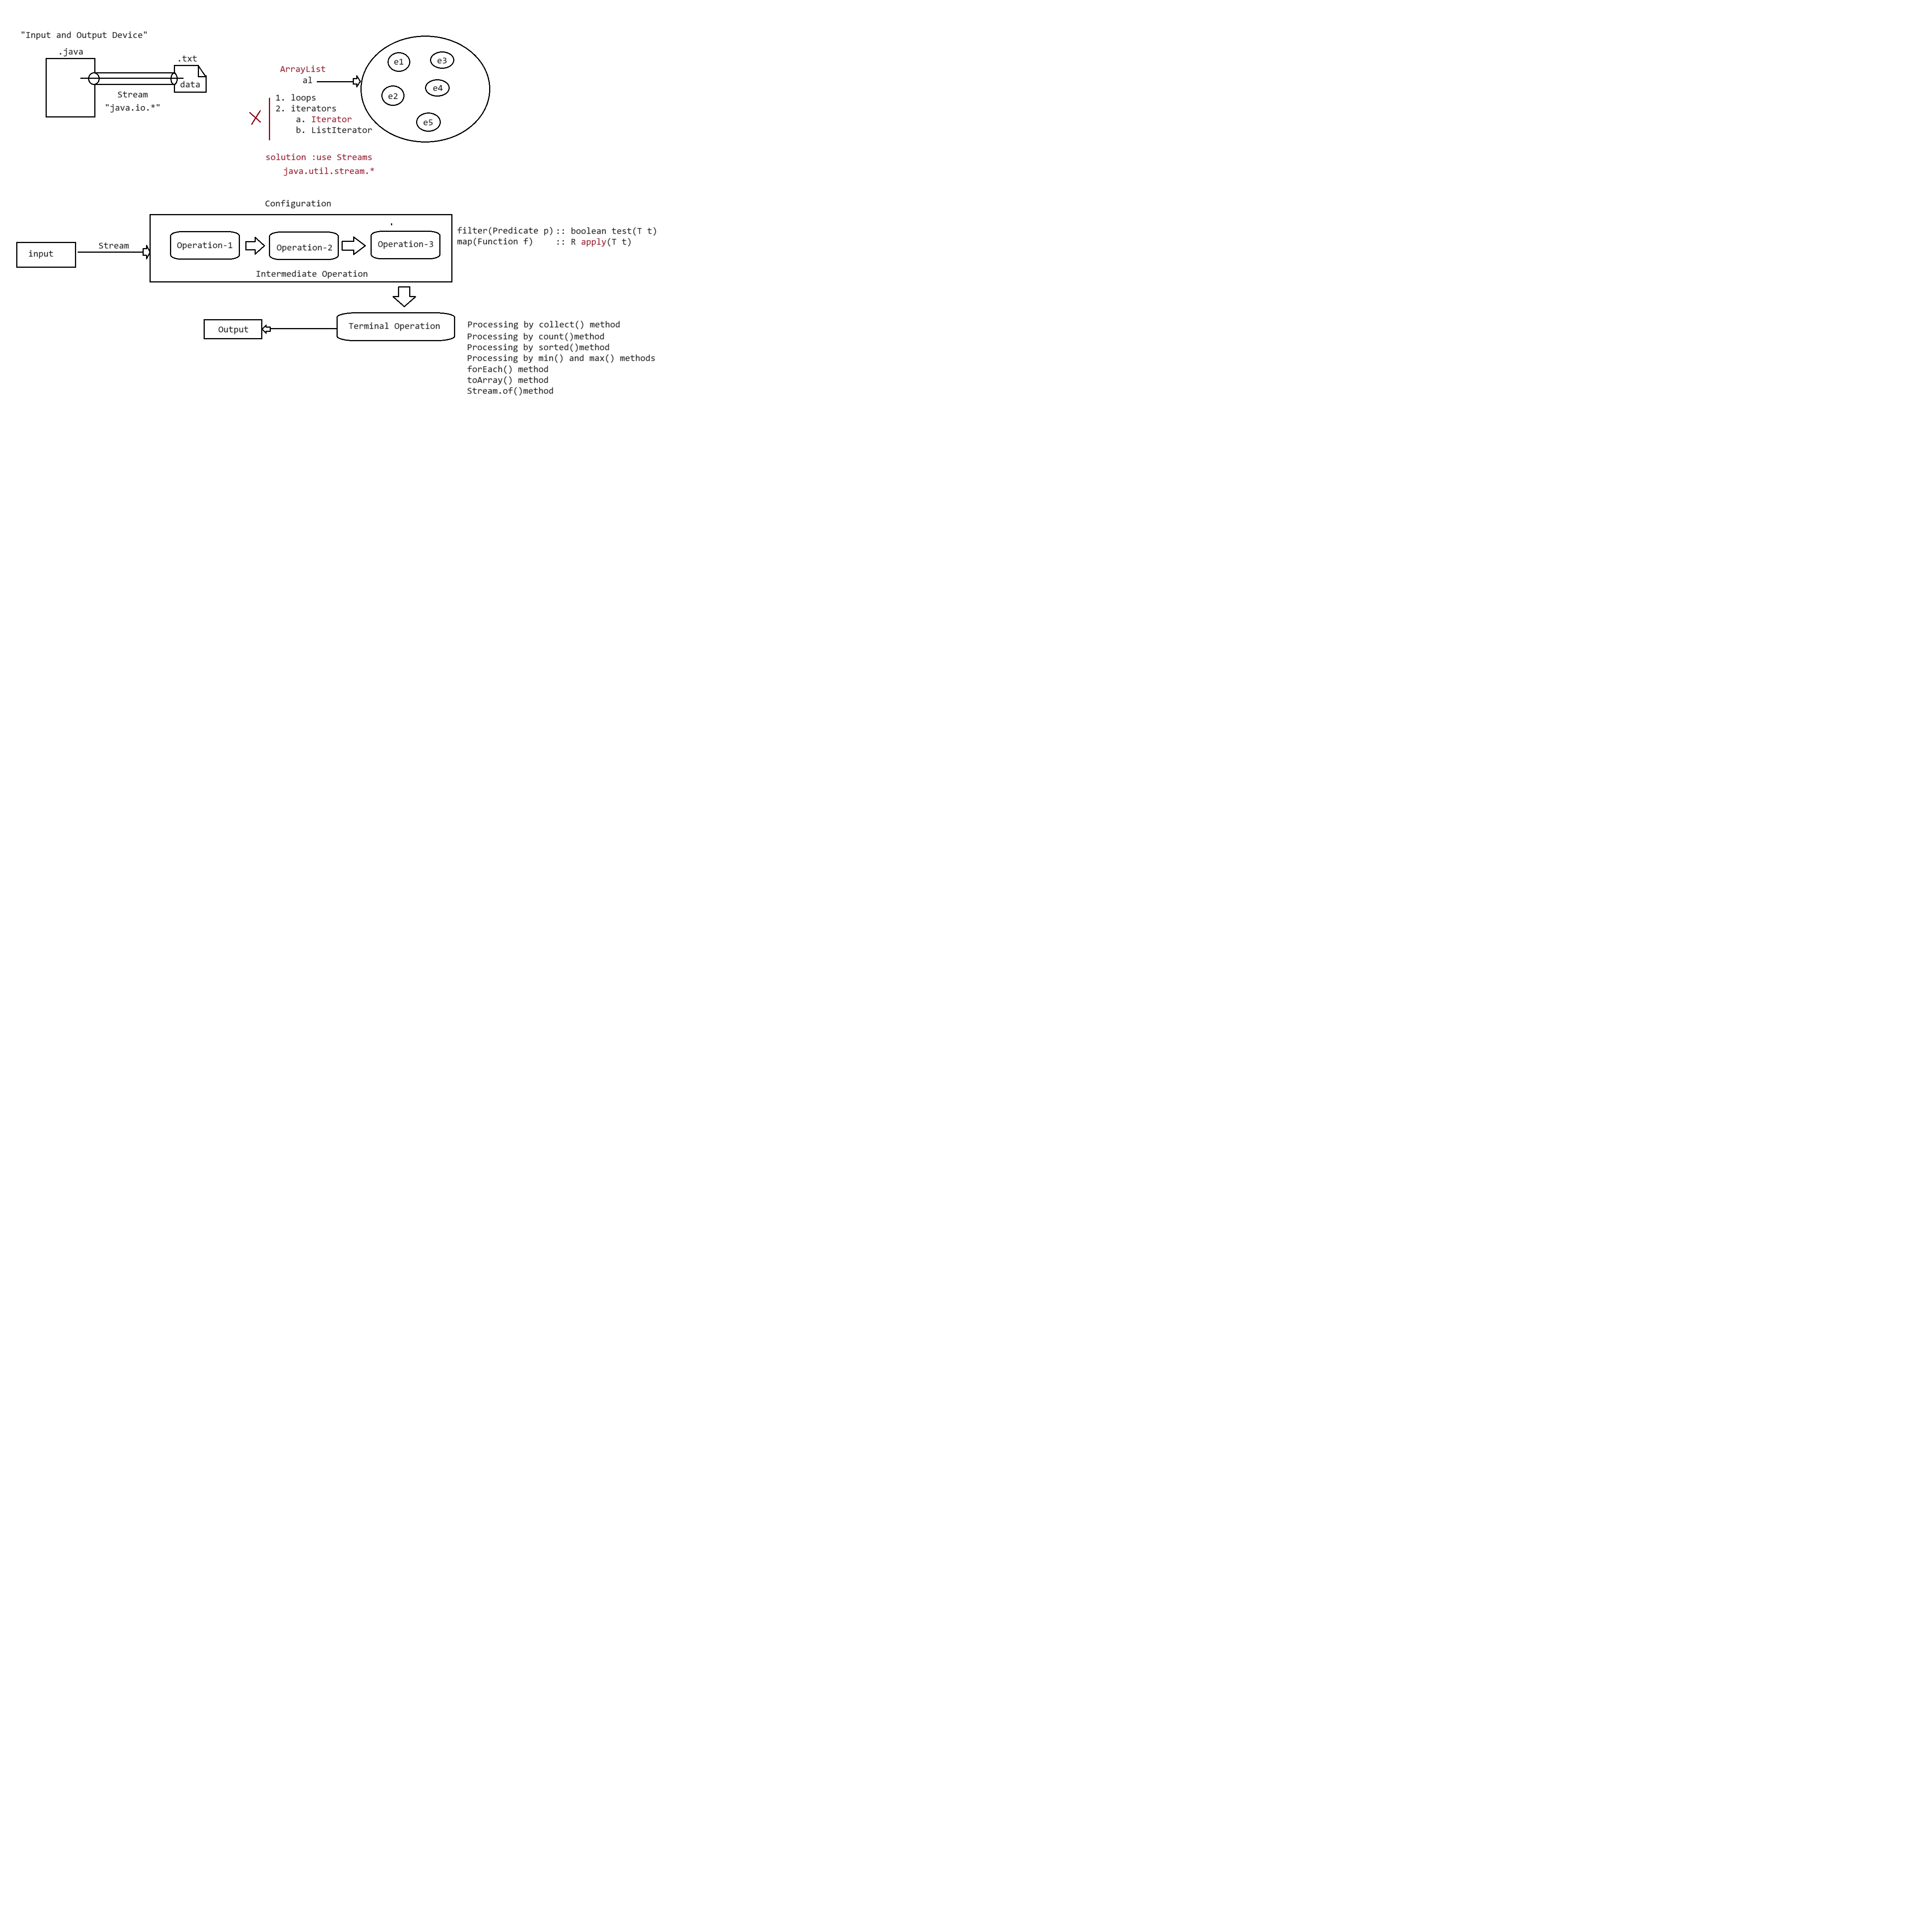 "Input and Output Device"
.java
.txt
data
Stream
"java.io.*"
ArrayList
al
1. loops
2. iterators
a. Iterator
b. ListIterator
e1
e3
e4
e2
e5
solution :use Streams
java.util.stream.*
Configuration
input
Stream
Operation-1
Operation-2
Operation-3
Intermediate Operation
filter(Predicate p) :: boolean test(T t)
map(Function f) :: R apply(T t)
Output
Terminal Operation
Processing by collect() method
Processing by count()method
Processing by sorted()method
Processing by min() and max() methods
forEach() method
toArray() method
Stream.of()method